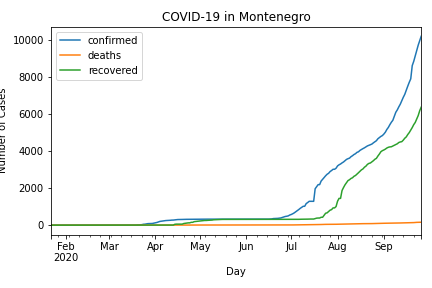 COVID-19 in Montenegro
confirmed
deaths
recovered
Number of Cases
10000
8000
6000
4000
2000
0
Feb Mar Apr May Jun Jul Aug Sep
2020
Day